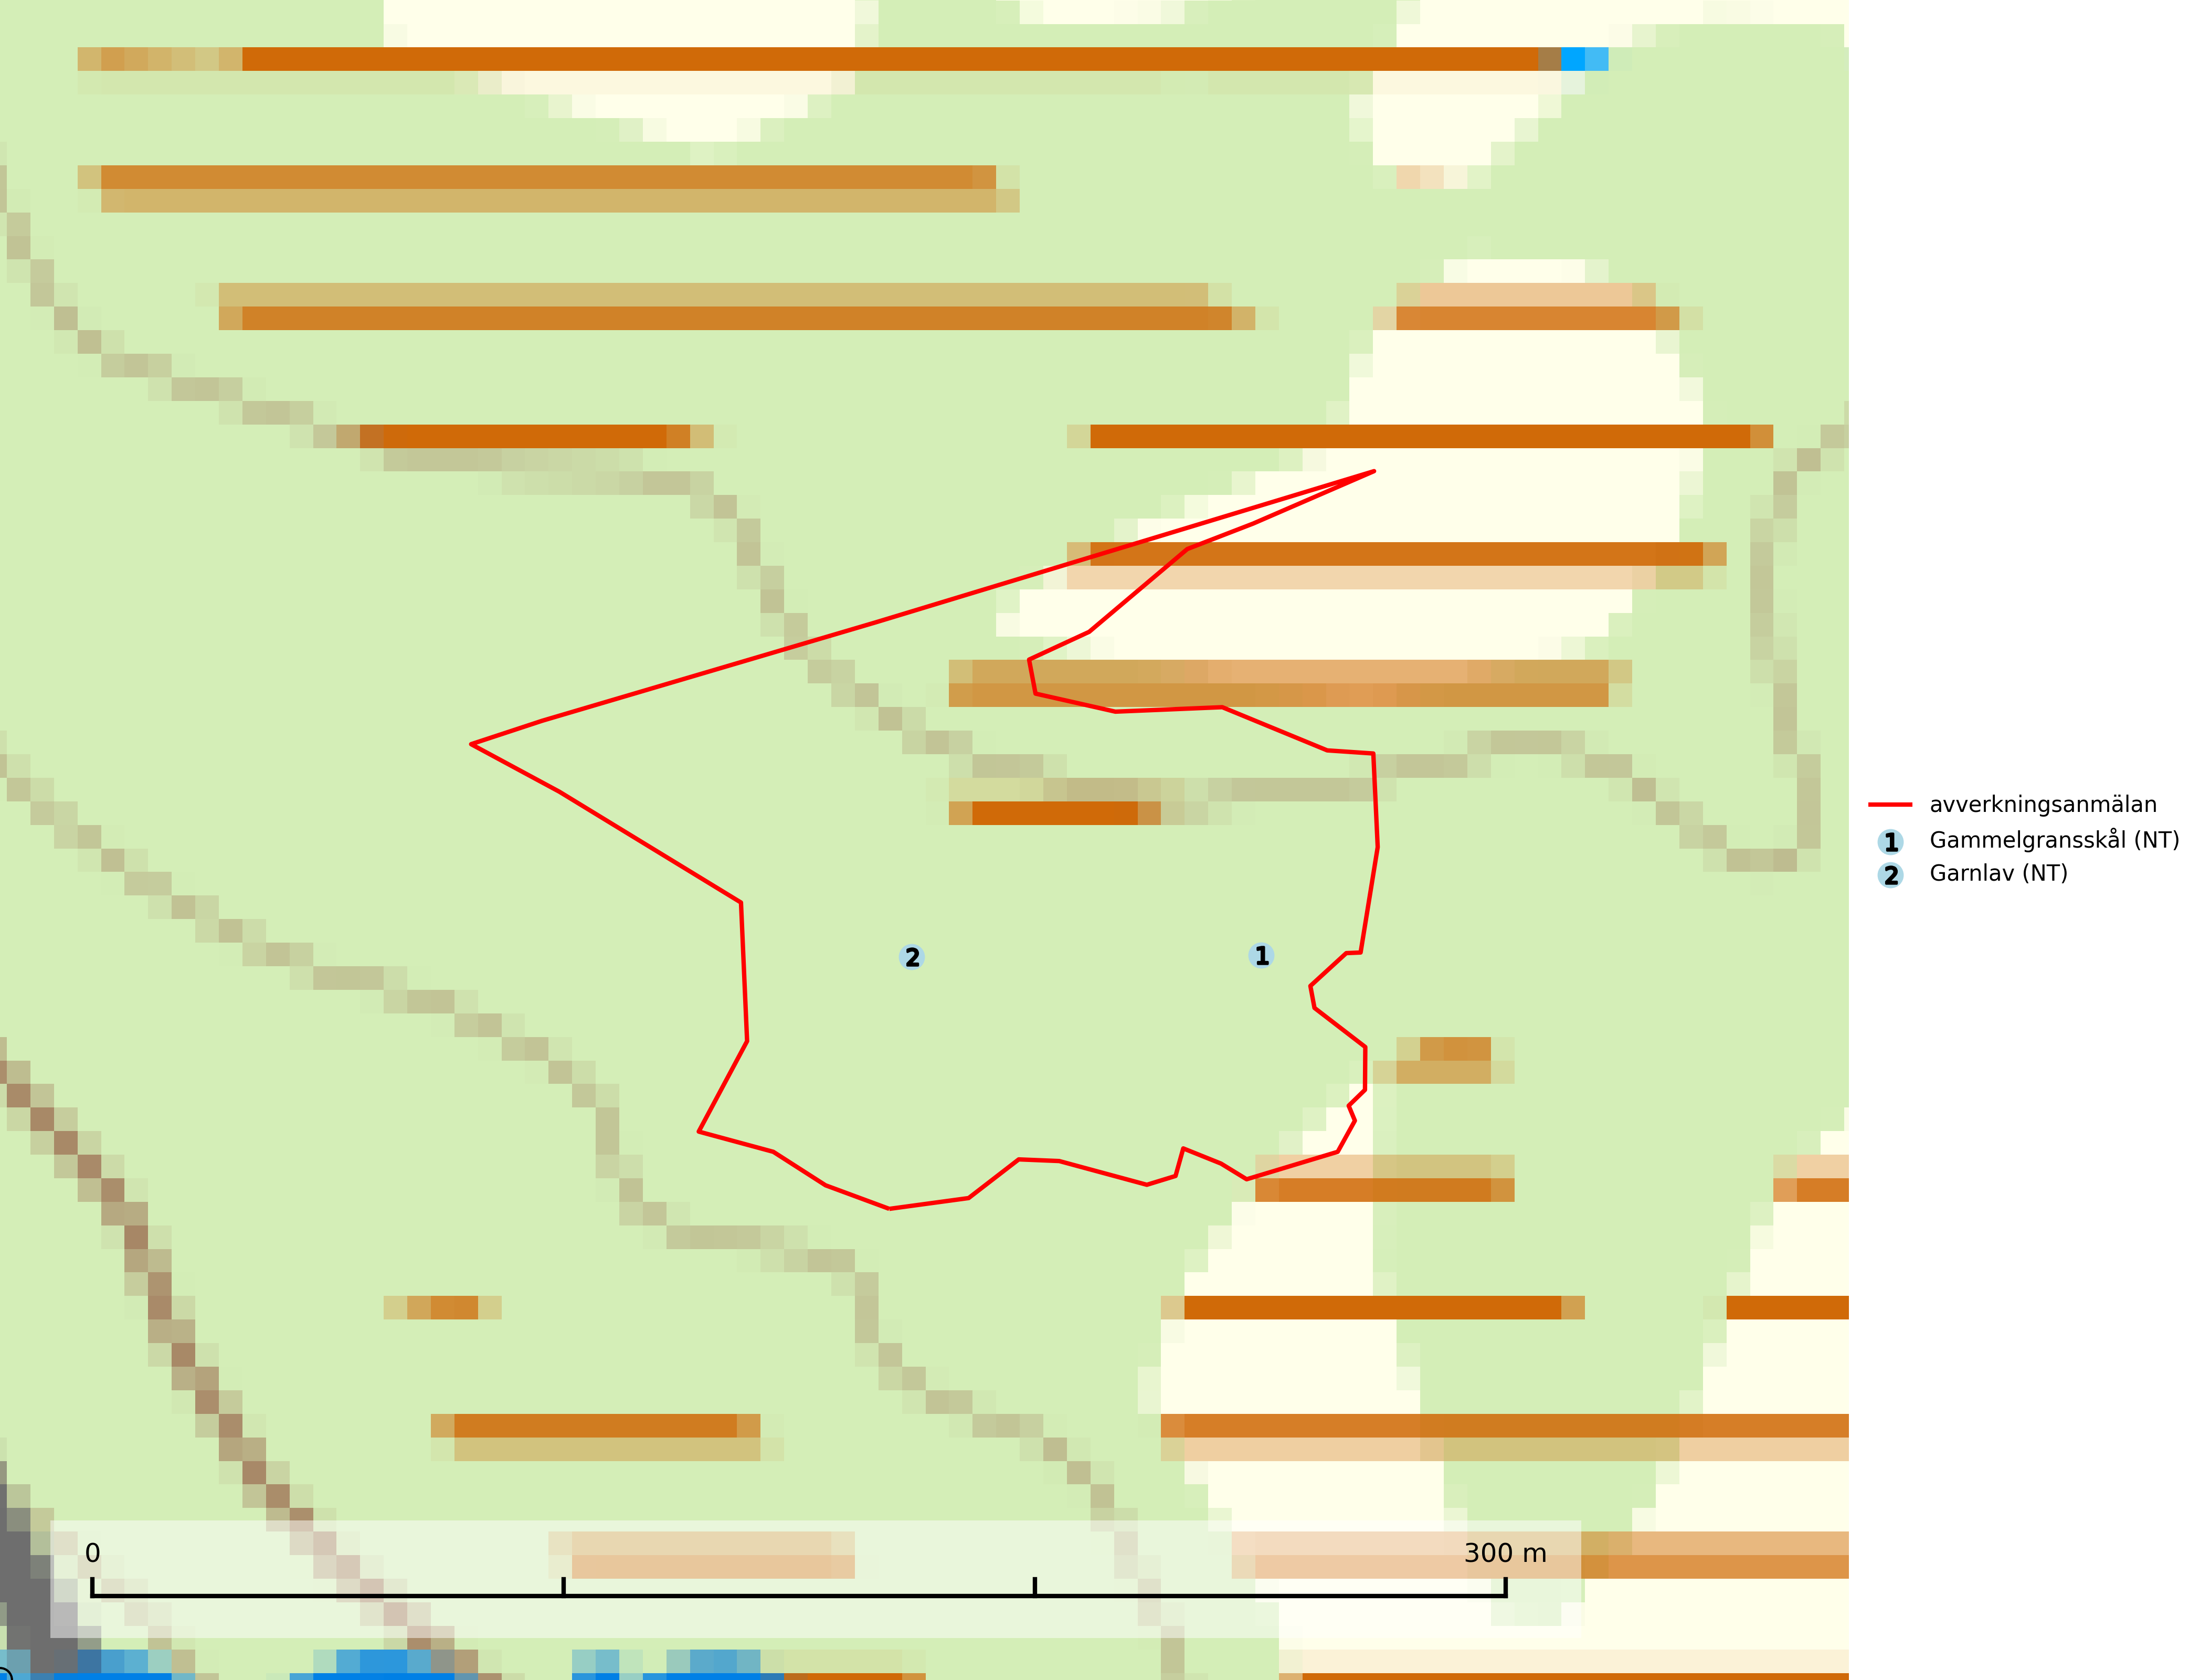 avverkningsanmälan
1 Gammelgransskål (NT)
2 Garnlav (NT)
2 1
0 300 m